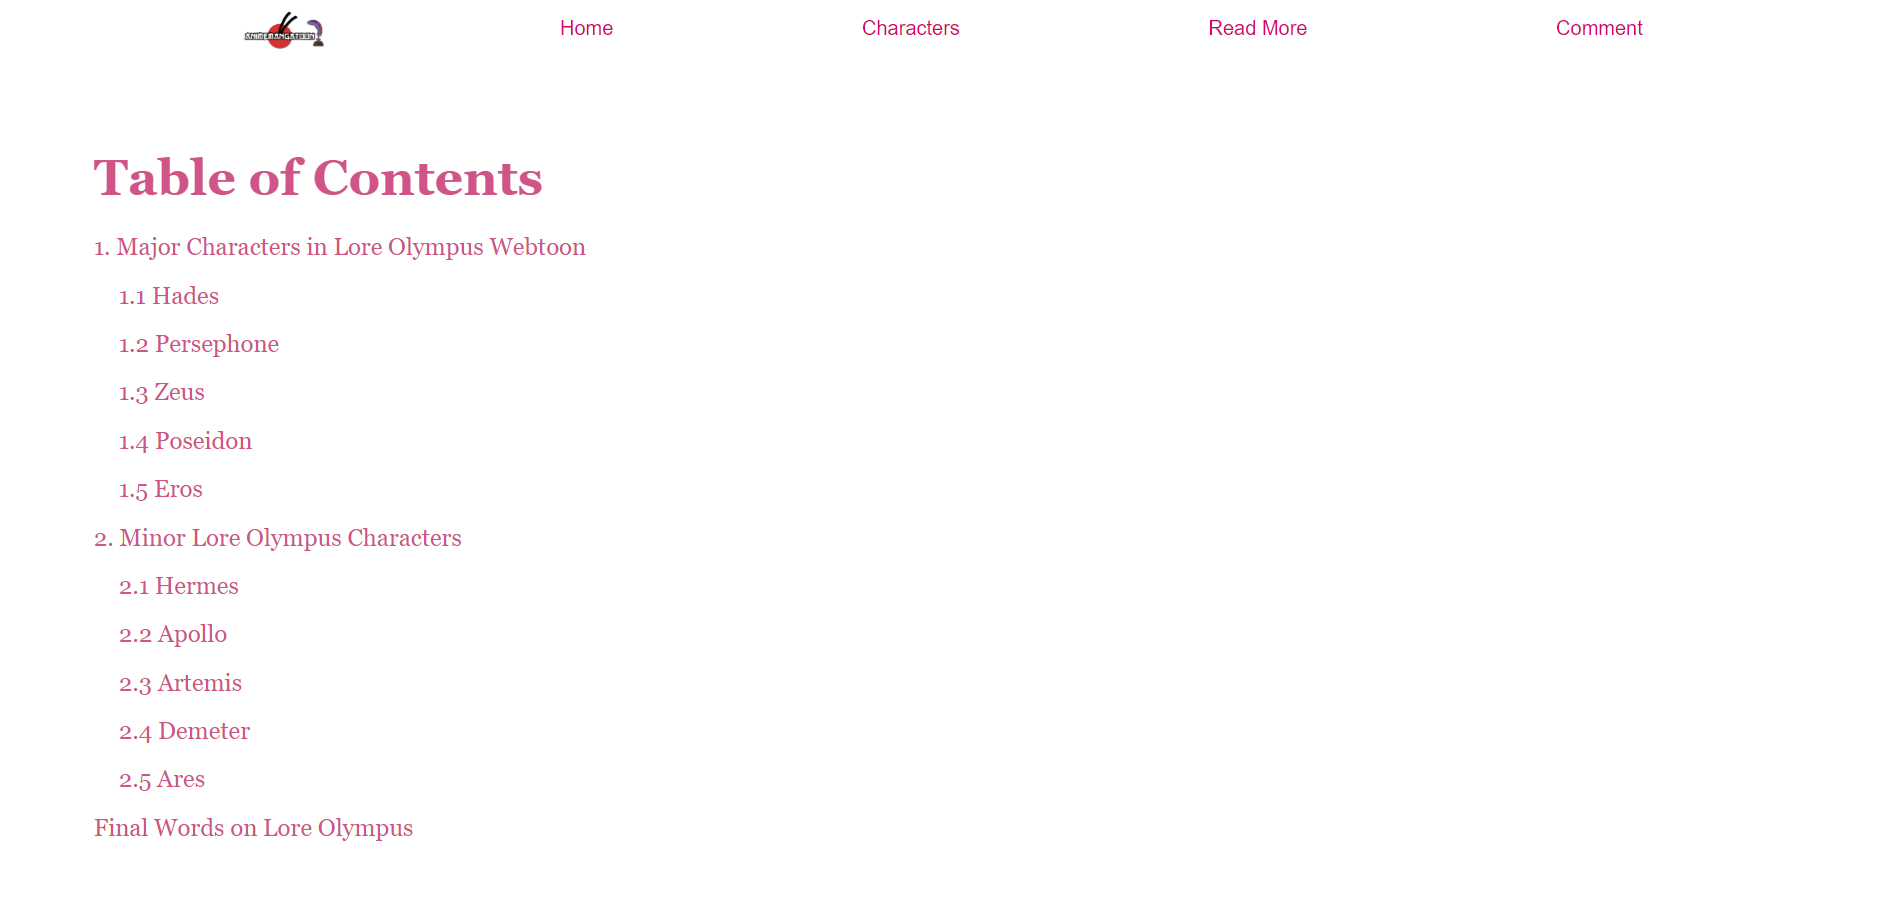 ANIMEMANGATOON
Home
Characters
Read More
Comment
Table of Contents
1. Major Characters in Lore Olympus Webtoon
1.1 Hades
1.2 Persephone
1.3 Zeus
1.4 Poseidon
1.5 Eros
2. Minor Lore Olympus Characters
2.1 Hermes
2.2 Apollo
2.3 Artemis
2.4 Demeter
2.5 Ares
Final Words on Lore Olympus